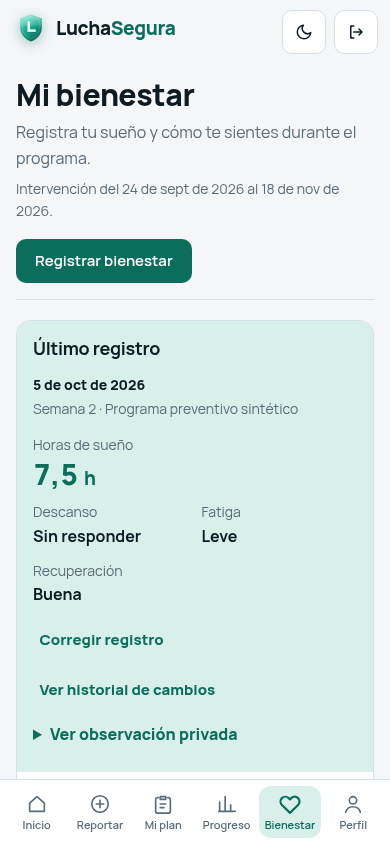 LuchaSegura
Mi bienestar
Registra tu sueño y cómo te sientes durante el
programa.
Intervención del 24 de sept de 2026 al 18 de nov de
2026.
Registrar bienestar
Último registro
5 de oct de 2026
Semana 2 · Programa preventivo sintético
Horas de sueño
7,5 h
Descanso Fatiga
Sin responder Leve
Recuperación
Buena
Corregir registro
Ver historial de cambios
Ver observación privada
Inicio Reportar Mi plan Progreso Bienestar Perfil